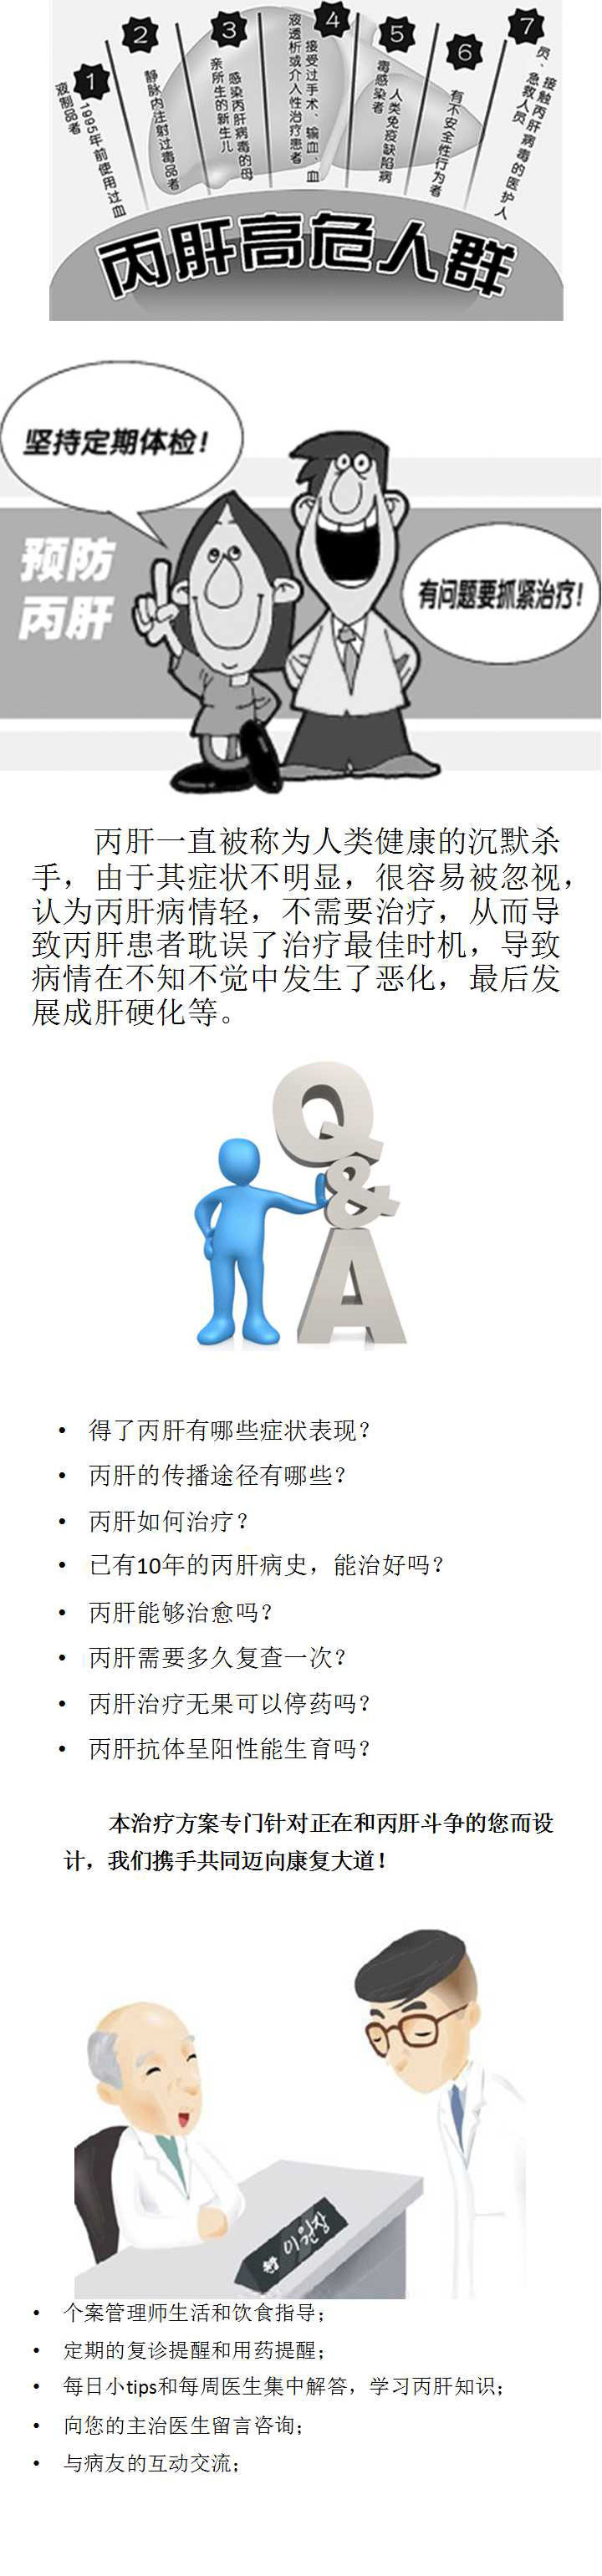 1
1995年前使用过血
液制品者
2
静脉内注射过毒品者
3
感染丙肝病毒的母
亲所生的新生儿
4
接受过手术、输血、血
液透析或介入性治疗患者
5
人类免疫缺陷病
毒感染者
6
有不安全性行为者
7
接触丙肝病毒的医护人
员、急救人员
丙肝高危人群
坚持定期体检!
预防
丙肝
有问题要抓紧治疗!
丙肝一直被称为人类健康的沉默杀
手，由于其症状不明显，很容易被忽视，
认为丙肝病情轻，不需要治疗，从而导
致丙肝患者耽误了治疗最佳时机，导致
病情在不知不觉中发生了恶化，最后发
展成肝硬化等。
Q
&
A
• 得了丙肝有哪些症状表现?
• 丙肝的传播途径有哪些?
• 丙肝如何治疗?
• 已有10年的丙肝病史，能治好吗?
• 丙肝能够治愈吗?
• 丙肝需要多久复查一次?
• 丙肝治疗无果可以停药吗?
• 丙肝抗体呈阳性能生育吗?
本治疗方案专门针对正在和丙肝斗争的您而设
计，我们携手共同迈向康复大道！
이원장
• 个案管理师生活和饮食指导；
• 定期的复诊提醒和用药提醒；
• 每日小tips和每周医生集中解答，学习丙肝知识；
• 向您的主治医生留言咨询；
• 与病友的互动交流；